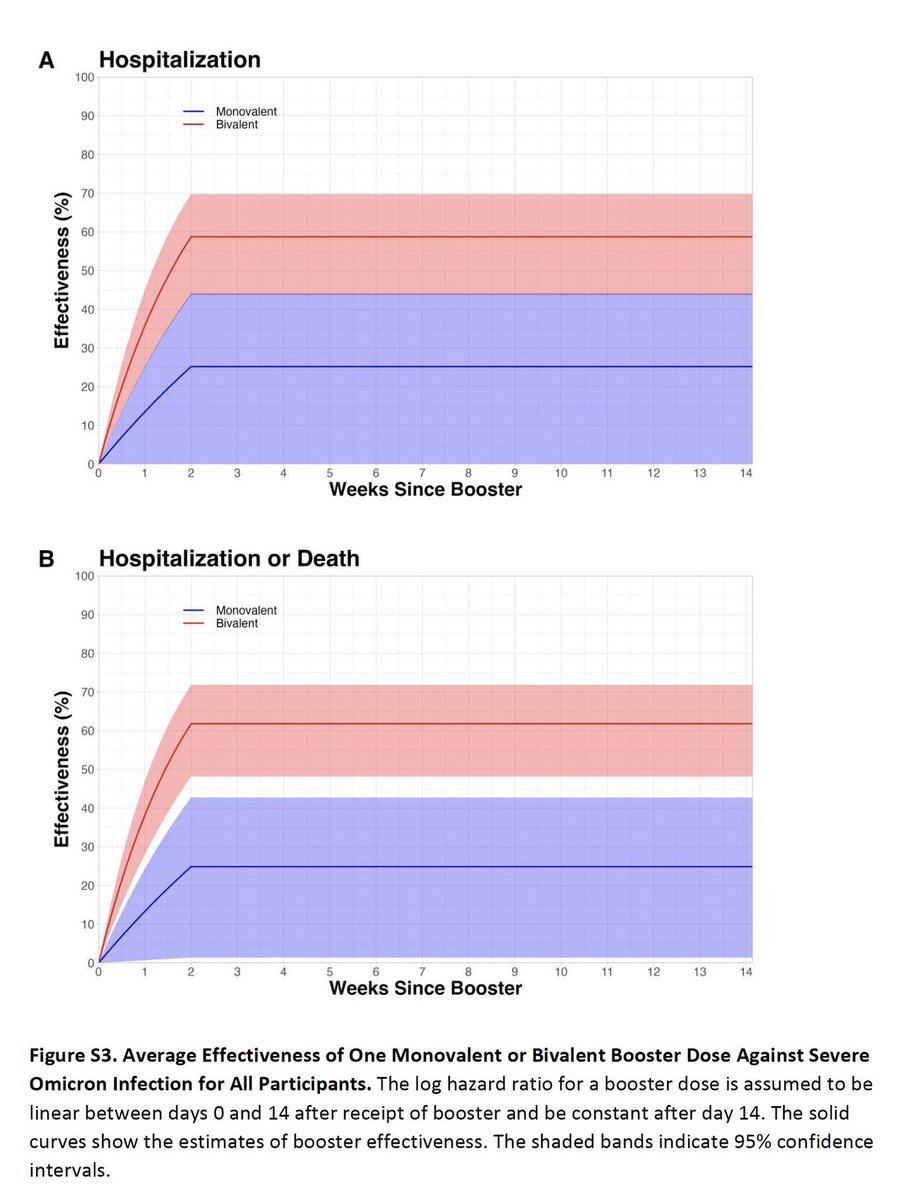 A Hospitalization
100
90
80
70
60
50
40
30
20
10
0
Effectiveness (%)
Monovalent
Bivalent
0 1 2 3 4 5 6 7 8 9 10 11 12 13 14
Weeks Since Booster
B Hospitalization or Death
100
90
80
70
60
50
40
30
20
10
0
Effectiveness (%)
Monovalent
Bivalent
0 1 2 3 4 5 6 7 8 9 10 11 12 13 14
Weeks Since Booster
Figure S3. Average Effectiveness of One Monovalent or Bivalent Booster Dose Against Severe
Omicron Infection for All Participants. The log hazard ratio for a booster dose is assumed to be
linear between days 0 and 14 after receipt of booster and be constant after day 14. The solid
curves show the estimates of booster effectiveness. The shaded bands indicate 95% confidence
intervals.